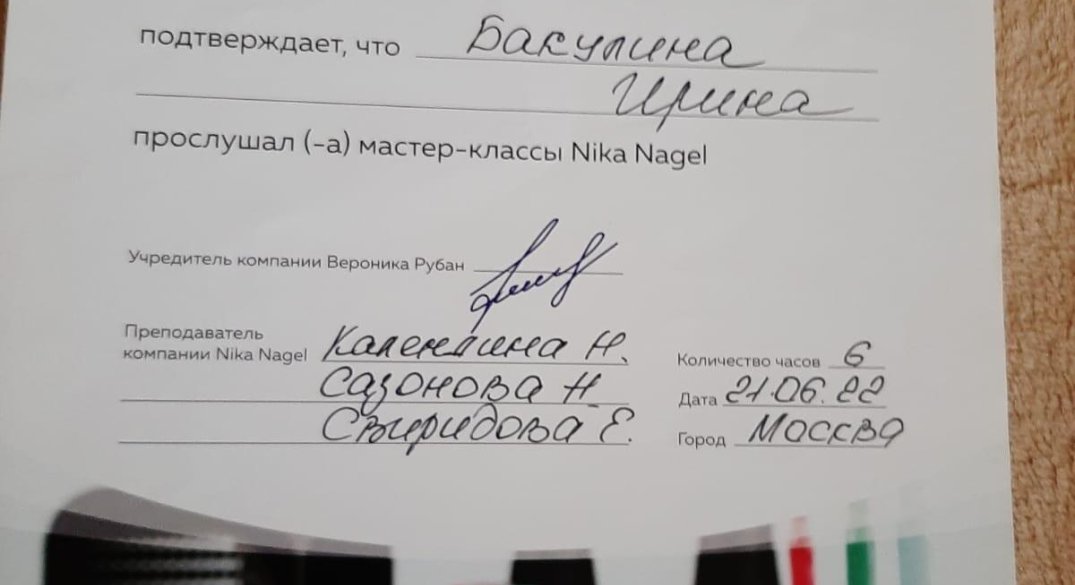 подтверждает, что Бакулина
Ирина
прослушал (-а) мастер-классы Nika Nagel
Учредитель компании Вероника Рубан
Преподаватель
компании Nika Nagel Каленкина Н.
Сазонова Н.
Свиридова Е.
Количество часов 6
Дата 21.06.22
Город Москва